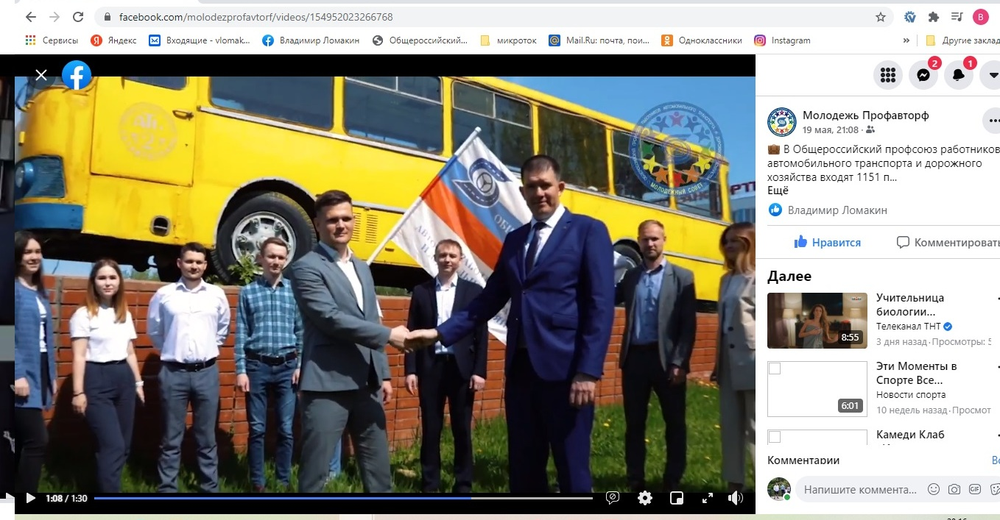 facebook.com/molodezprofavtorf/videos/154952023266768
B
Сервисы
Яндекс
Входящие - vlomak...
Владимир Ломакин
Общероссийский...
микроток
Mail.Ru: почта, пои...
Одноклассники
Instagram
»
Другие заклад
2
1
МОЛОДЕЖНЫЙ СОВЕТ
Молодежь Профавторф
19 мая, 21:08 ·
В Общероссийский профсоюз работников
автомобильного транспорта и дорожного
хозяйства входят 1151 п...
Ещё
Владимир Ломакин
Нравится
Комментировать
Далее
Учительница
биологии...
Телеканал ТНТ
3 дня назад · Просмотры: 5
8:55
Эти Моменты в
Спорте Все...
Новости спорта
10 недель назад · Просмот
6:01
Камеди Клаб
Комментарии
Вс
Напишите коммента...
GIF
1:08 / 1:30